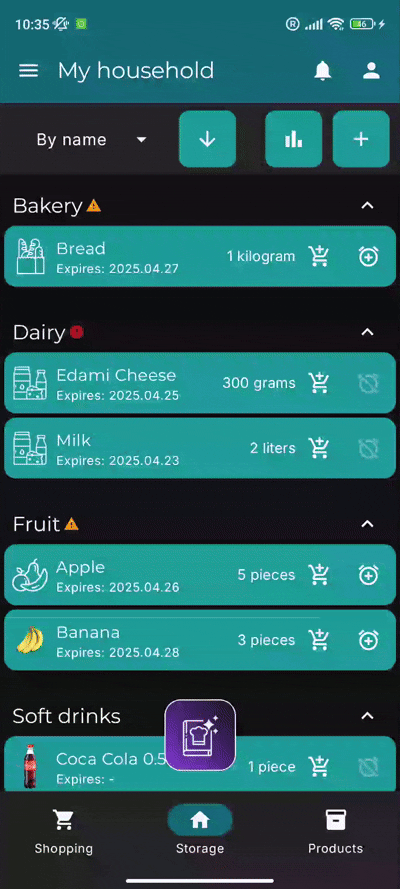 10:35
46
My household
By name
Bakery
Bread
1 kilogram
Expires: 2025.04.27
Dairy
Edami Cheese
300 grams
Expires: 2025.04.25
Milk
2 liters
Expires: 2025.04.23
Fruit
Apple
5 pieces
Expires: 2025.04.26
Banana
3 pieces
Expires: 2025.04.28
Soft drinks
Coca Cola 0.5
1 piece
Expires: -
Shopping
Storage
Products